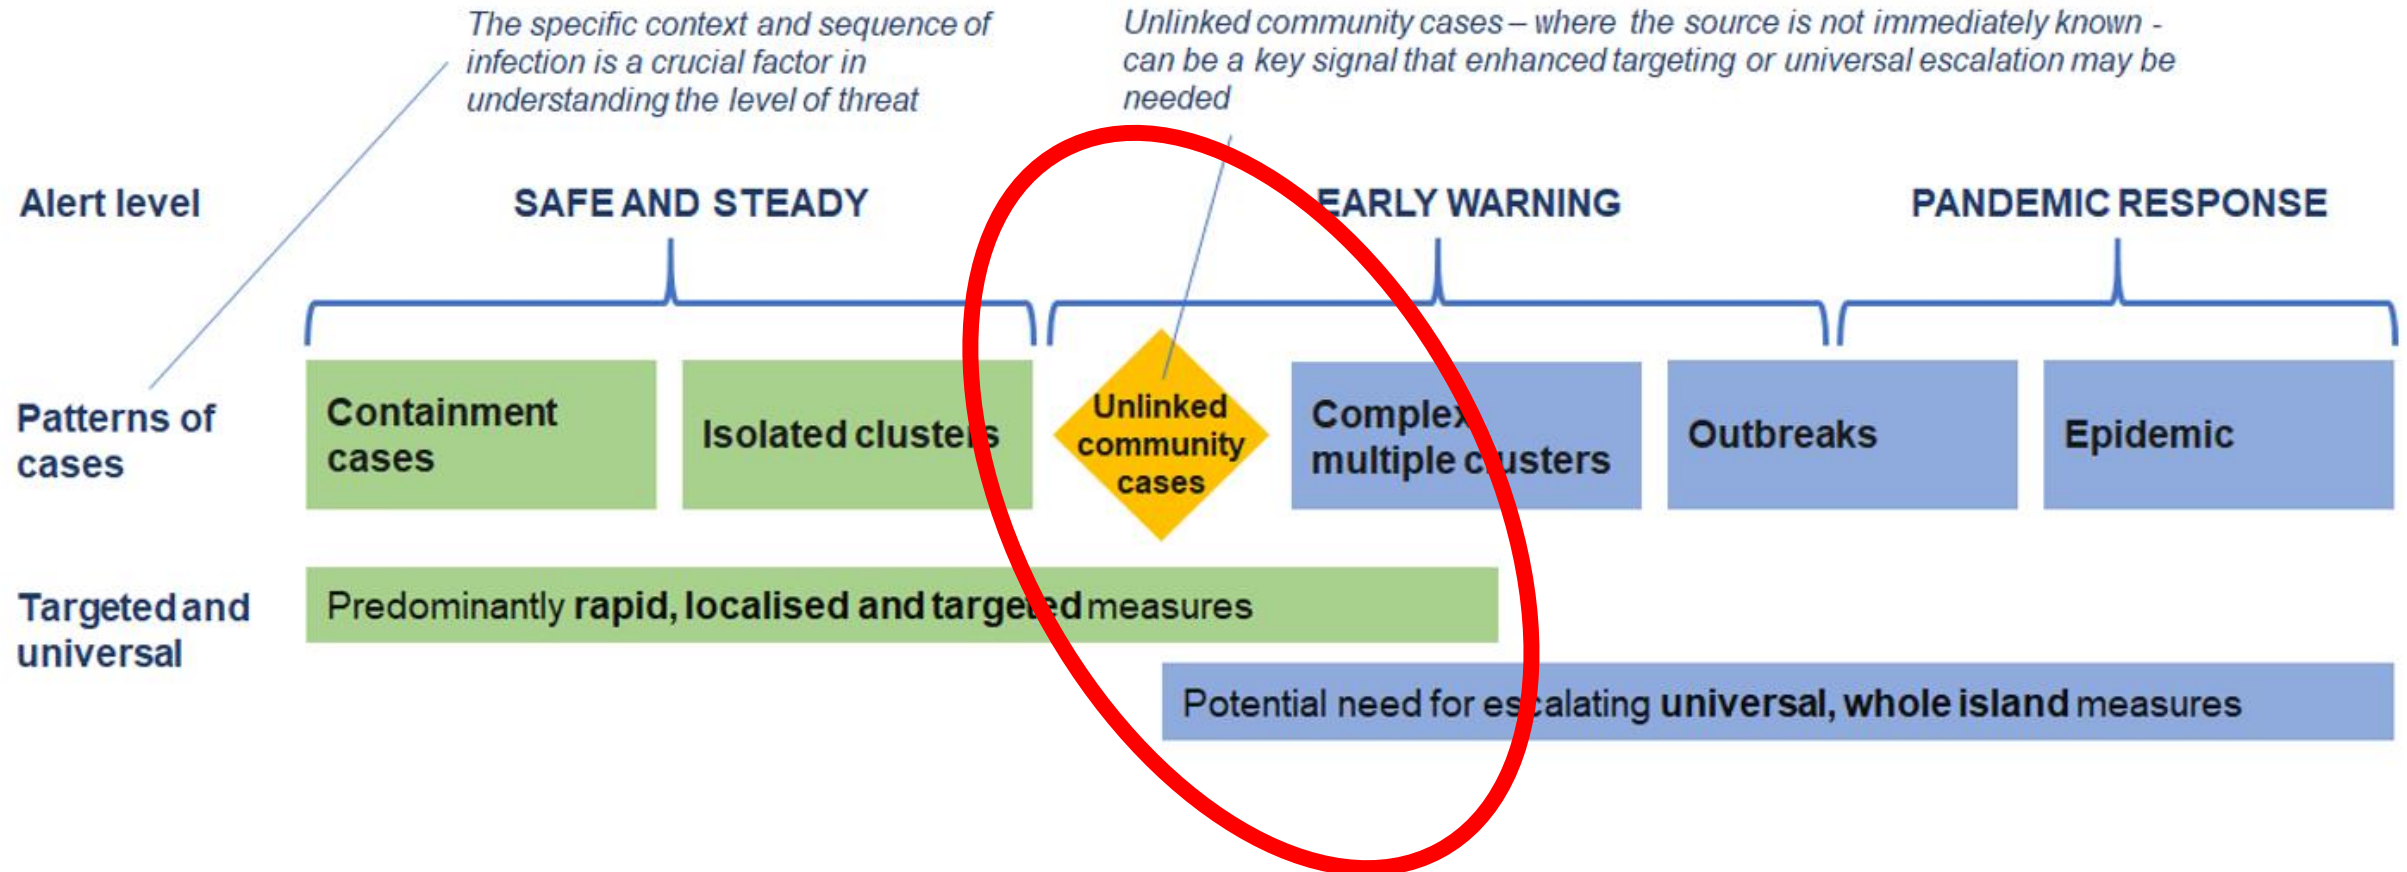 The specific context and sequence of
infection is a crucial factor in
understanding the level of threat
Unlinked community cases – where the source is not immediately known -
can be a key signal that enhanced targeting or universal escalation may be
needed
Alert level
SAFE AND STEADY
EARLY WARNING
PANDEMIC RESPONSE
Patterns of
cases
Containment
cases
Isolated clusters
Unlinked
community
cases
Complex
multiple clusters
Outbreaks
Epidemic
Targeted and
universal
Predominantly rapid, localised and targeted measures
Potential need for escalating universal, whole island measures